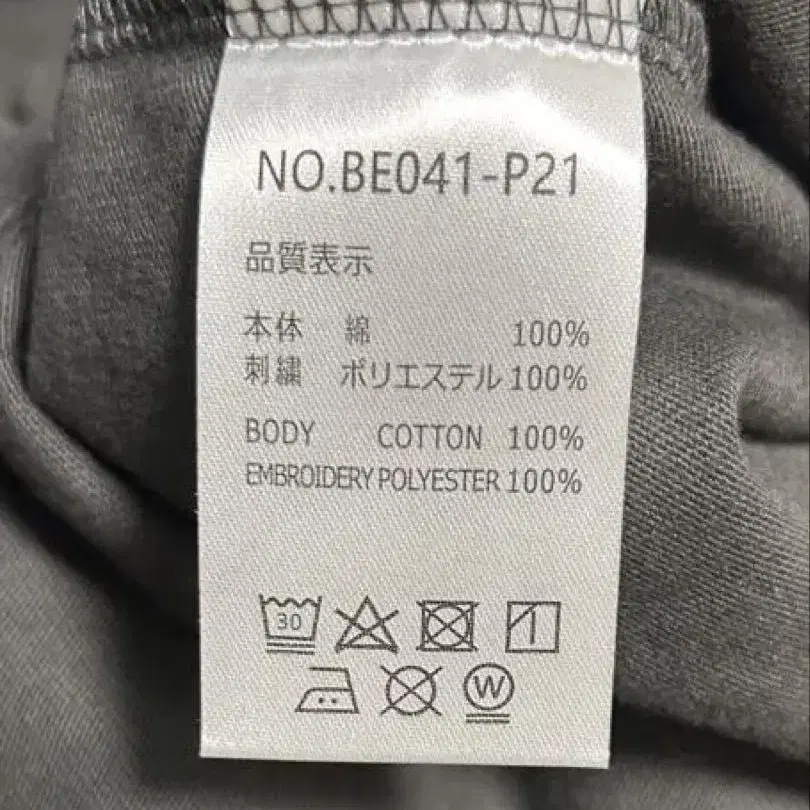 NO.BE041-P21
品質表示
本体 綿 100%
刺繍 ポリエステル 100%
BODY COTTON 100%
EMBROIDERY POLYESTER 100%
30
W